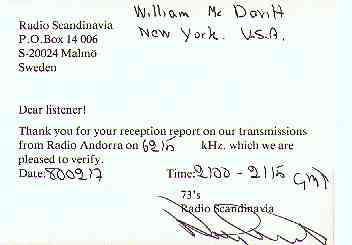 William Mc Davitt
New York. U.S.A.
Radio Scandinavia
P.O.Box 14 006
S-20024 Malmö
Sweden
Dear listener!
Thank you for your reception report on our transmissions
from Radio Andorra on 6215 kHz. which we are
pleased to verify.
Date: 800217 Time: 2100 - 2115 GMT
73's
Radio Scandinavia